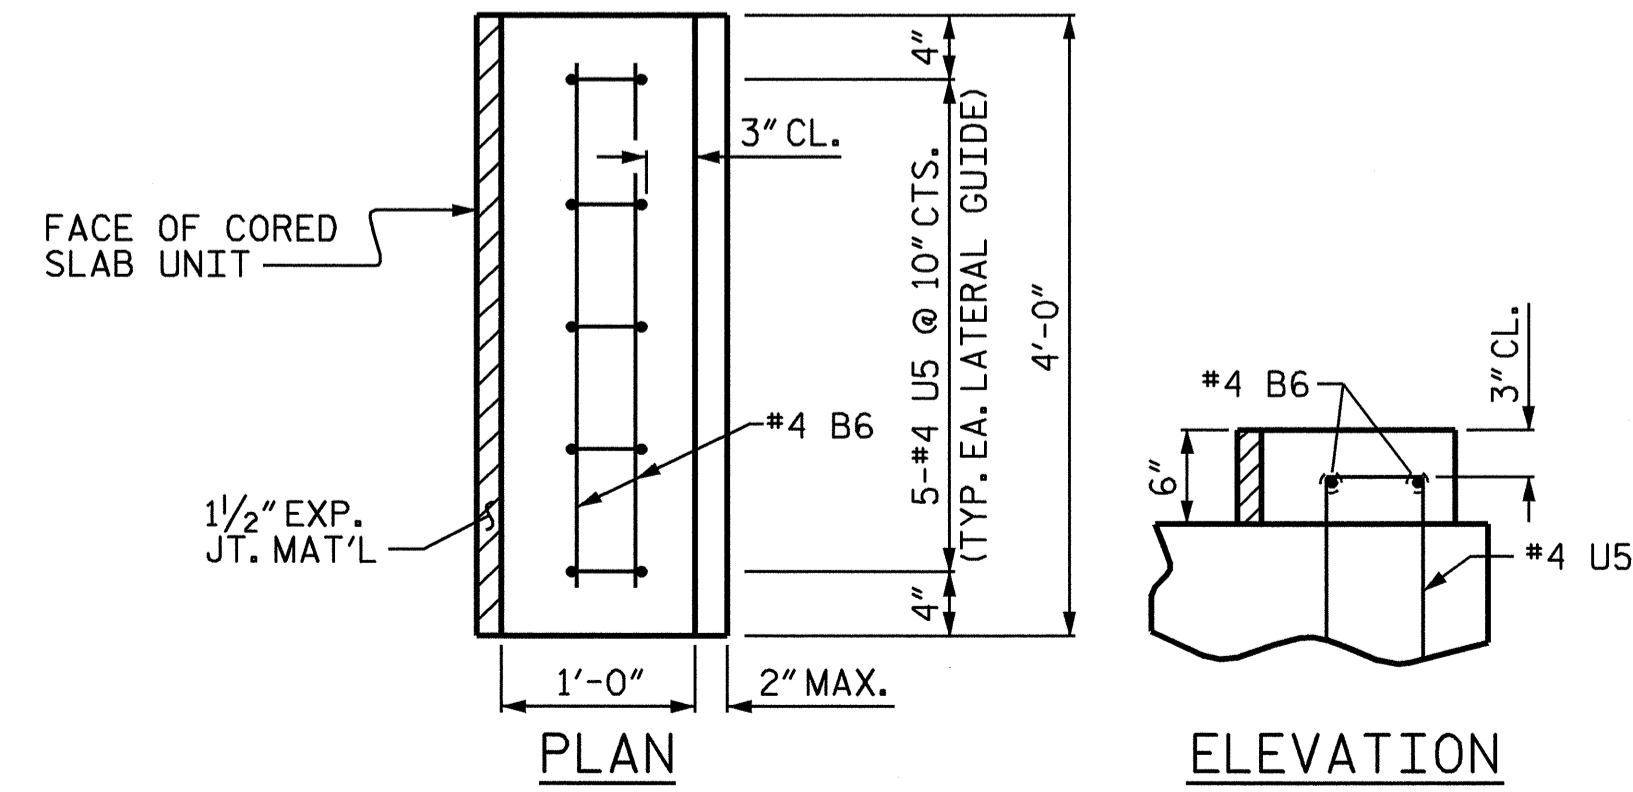 FACE OF CORED
SLAB UNIT
1 1/2" EXP.
JT. MAT'L
3" CL.
#4 B6
4"
5-#4 U5 @ 10" CTS.
(TYP. EA. LATERAL GUIDE)
4"
4'-0"
1'-0"
2" MAX.
PLAN
#4 B6
3" CL.
6"
#4 U5
ELEVATION